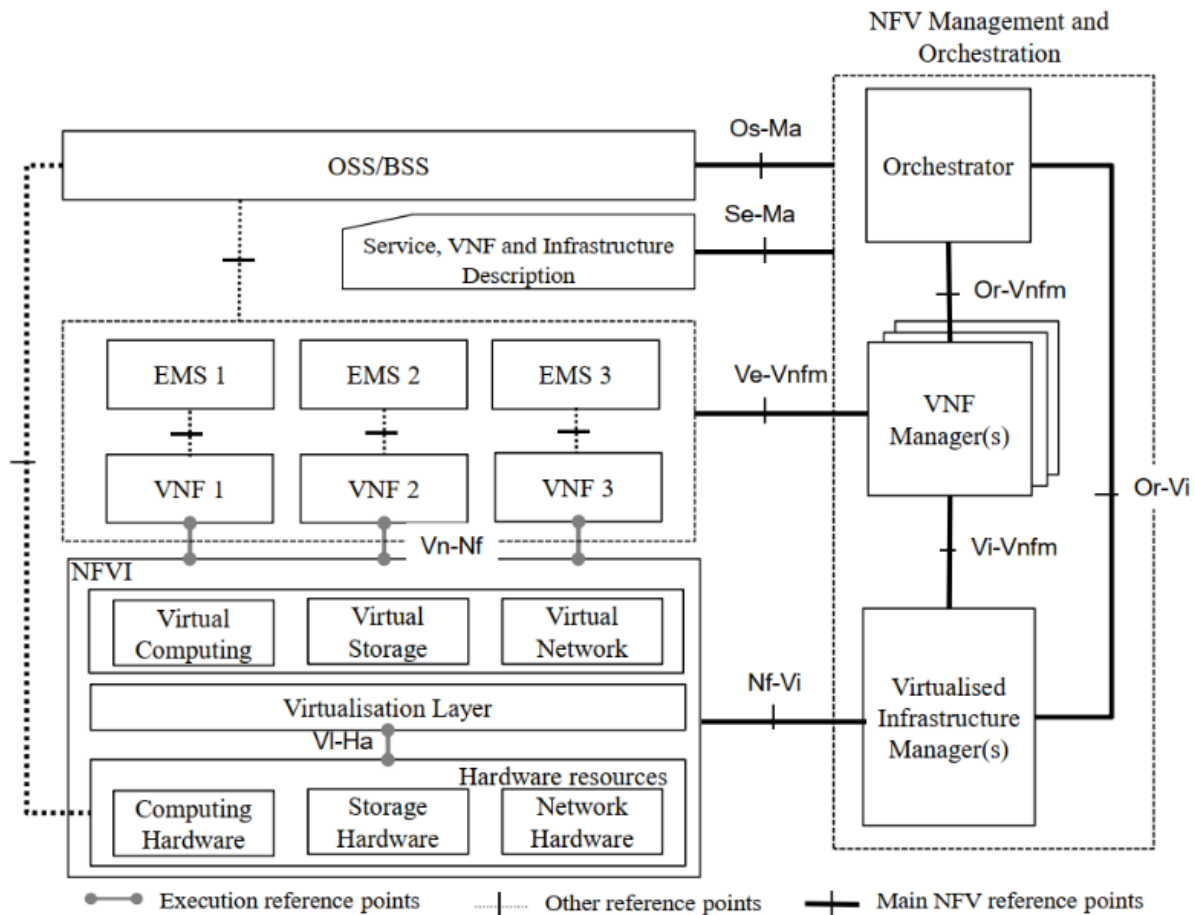 NFV Management and
Orchestration
Os-Ma
OSS/BSS
Orchestrator
Se-Ma
Service, VNF and Infrastructure
Description
Or-Vnfm
EMS 1
EMS 2
EMS 3
Ve-Vnfm
VNF
Manager(s)
VNF 1
VNF 2
VNF 3
Or-Vi
Vn-Nf
Vi-Vnfm
NFVI
Virtual
Computing
Virtual
Storage
Virtual
Network
Nf-Vi
Virtualised
Infrastructure
Manager(s)
Virtualisation Layer
Vl-Ha
Hardware resources
Computing
Hardware
Storage
Hardware
Network
Hardware
Execution reference points
Other reference points
Main NFV reference points